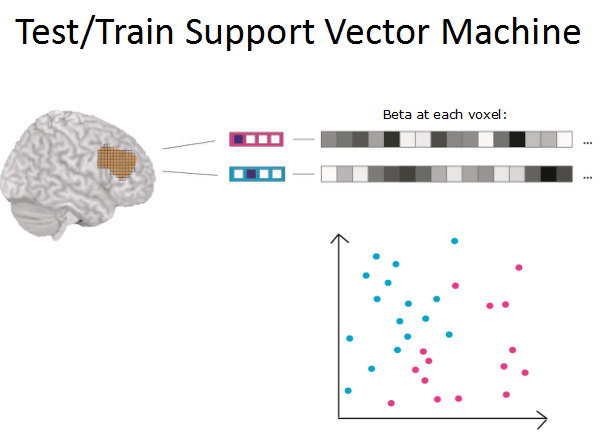 Test/Train Support Vector Machine
Beta at each voxel:
...
...